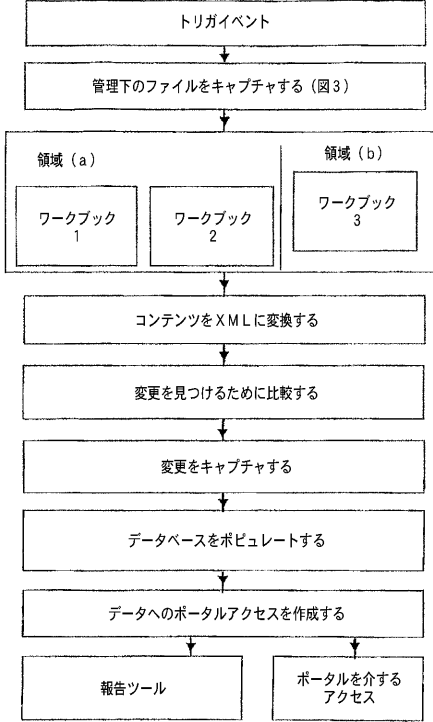 トリガイベント
管理下のファイルをキャプチャする（図３）
領域（a）
領域（b）
ワークブック
1
ワークブック
2
ワークブック
3
コンテンツをＸＭＬに変換する
変更を見つけるために比較する
変更をキャプチャする
データベースをポピュレートする
データへのポータルアクセスを作成する
報告ツール
ポータルを介する
アクセス